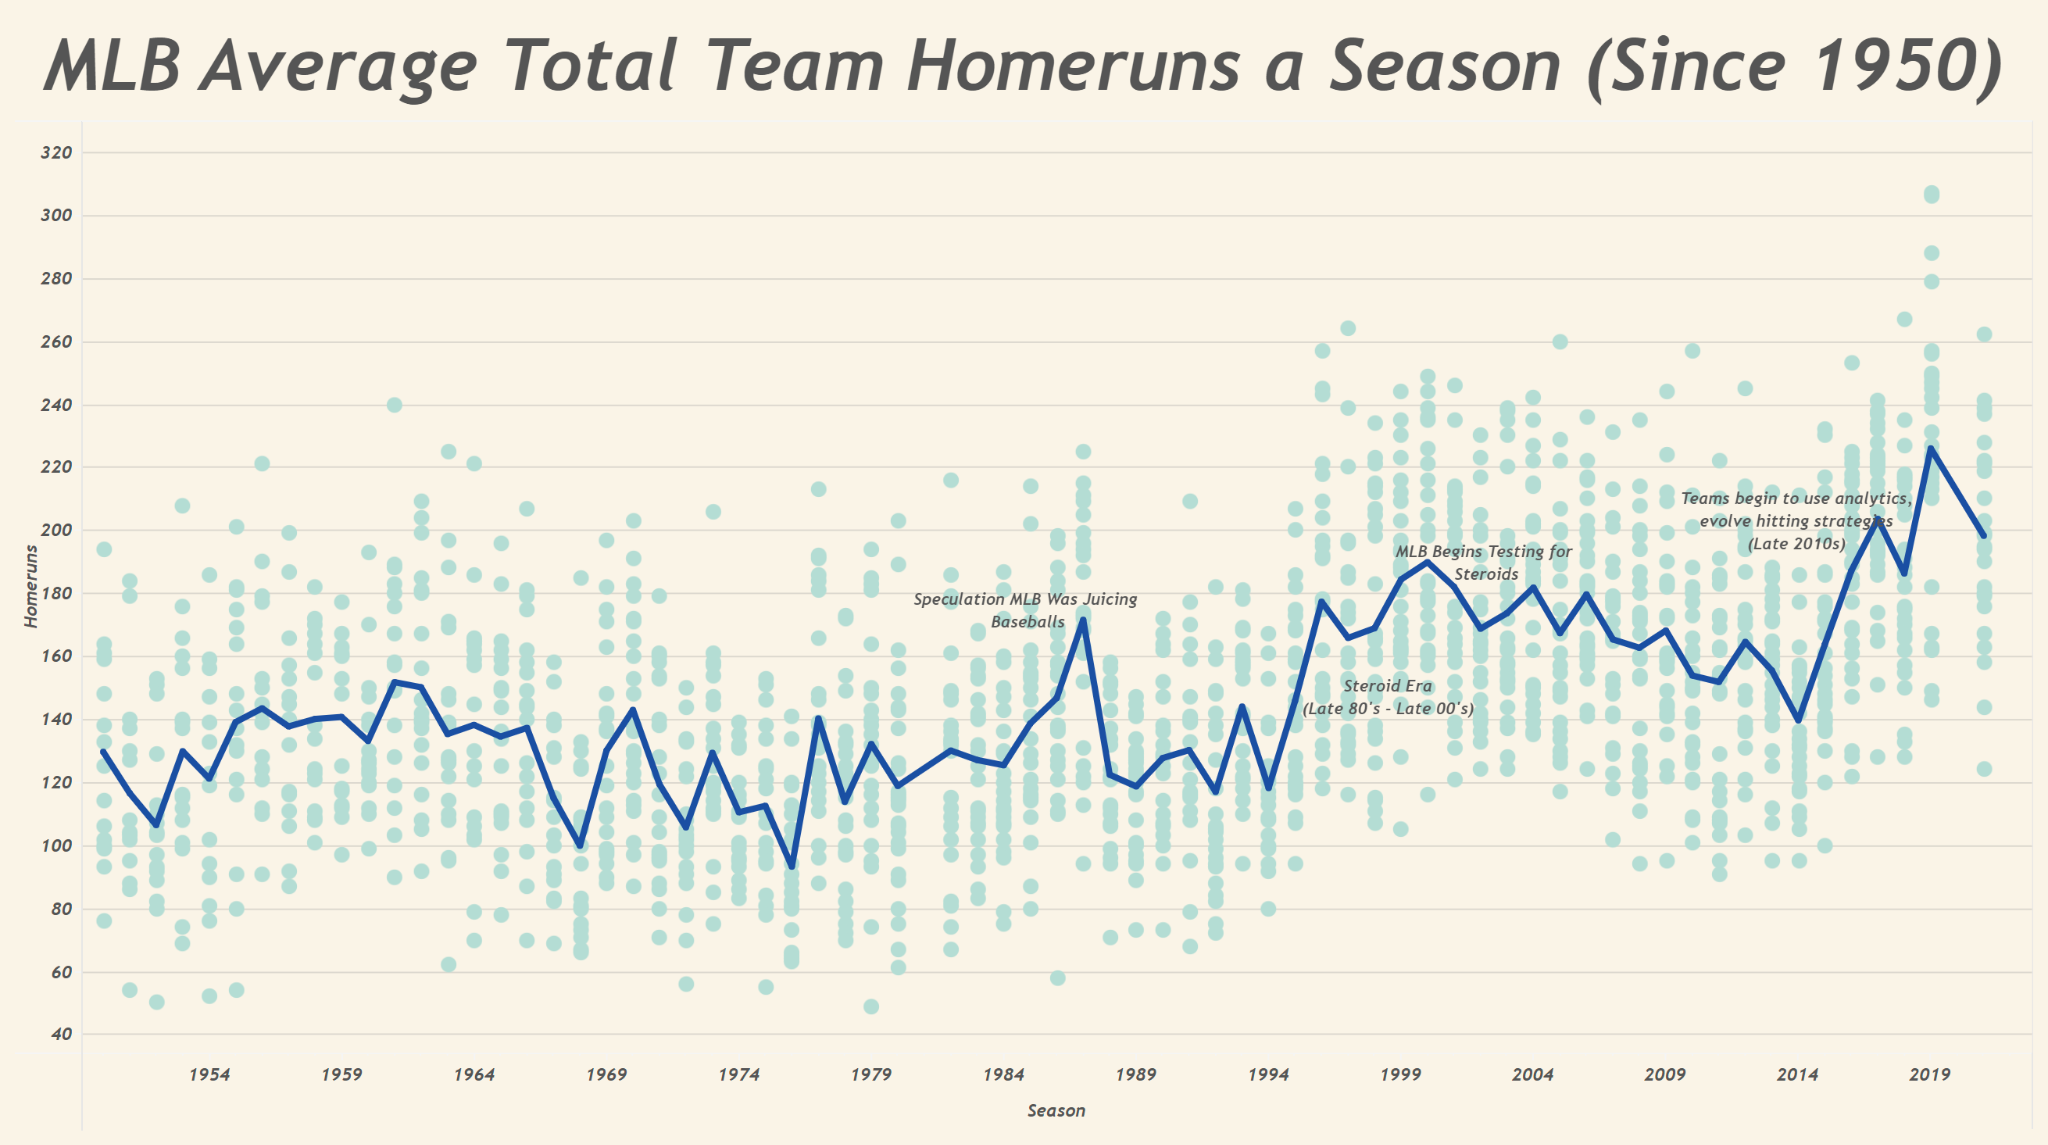 MLB Average Total Team Homeruns a Season (Since 1950)
320
300
280
260
240
220
200
180
160
140
120
100
80
60
40
Homeruns
Speculation MLB Was Juicing
Baseballs
Steroid Era
(Late 80's - Late 00's)
MLB Begins Testing for
Steroids
Teams begin to use analytics,
evolve hitting strategies
(Late 2010s)
1954 1959 1964 1969 1974 1979 1984 1989 1994 1999 2004 2009 2014 2019
Season